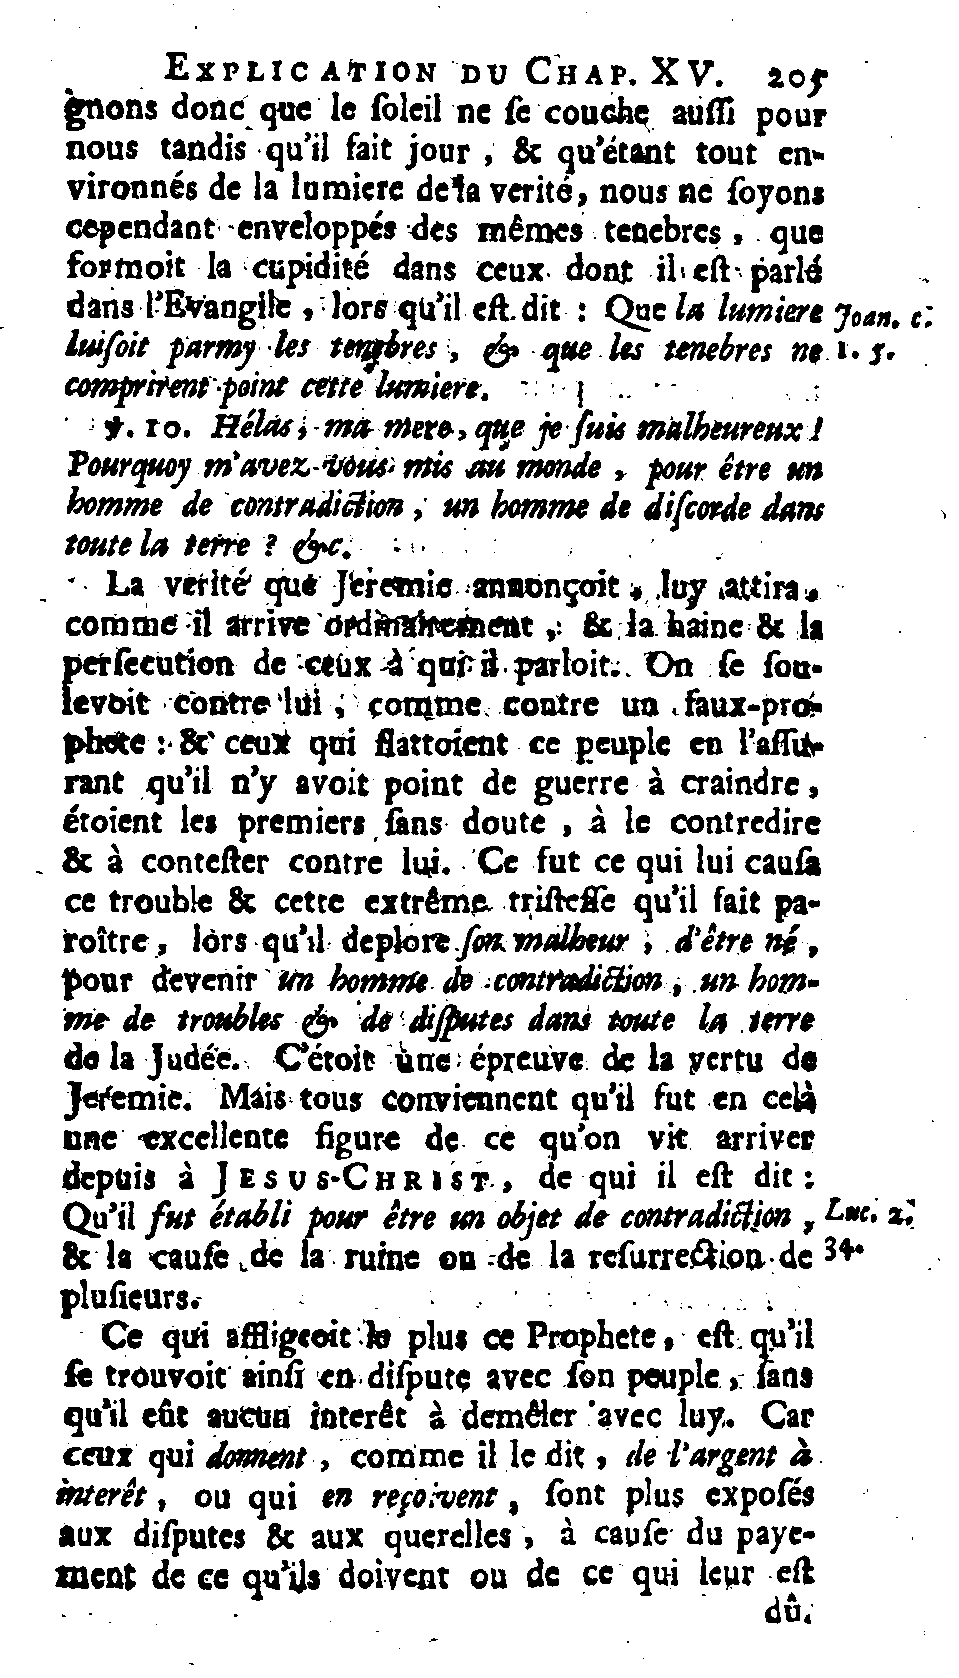 EXPLICATION DU CHAP. XV. 205
gnons donc que le ſoleil ne ſe couche auſſi pour
nous tandis qu'il fait jour, & qu'étant tout en-
vironnés de la lumiere de la verité, nous ne ſoyons
cependant enveloppés des mêmes tenebres, que
formoit la cupidité dans ceux dont il eſt parlé
dans l'Evangile, lors qu'il eſt dit : Que la lumiere
Joan. c.
luiſoit parmy les tenebres, & que les tenebres ne
1. 5.
comprirent point cette lumiere.
℣. 10. Hélas, ma mere, que je ſuis malheureux !
Pourquoy m'avez-vous mis au monde, pour être un
homme de contradiction, un homme de diſcorde dans
toute la terre ? &c.
La verité que Jeremie annonçoit, luy attira,
comme il arrive ordinairement, & la haine & la
perſecution de ceux à qui il parloit. On ſe ſou-
levoit contre lui, comme contre un faux-pro-
phete : & ceux qui flattoient ce peuple en l'aſſu-
rant qu'il n'y avoit point de guerre à craindre,
étoient les premiers ſans doute, à le contredire
& à conteſter contre lui. Ce fut ce qui lui cauſa
ce trouble & cette extrême triſteſſe qu'il fait pa-
roître, lors qu'il deplore ſon malheur, d'être né,
pour devenir un homme de contradiction, un hom-
me de troubles & de diſputes dans toute la terre
de la Judée. C'étoit une épreuve de la vertu de
Jeremie. Mais tous conviennent qu'il fut en celà
une excellente figure de ce qu'on vit arriver
depuis à JESUS-CHRIST, de qui il eſt dit :
Qu'il fut établi pour être un objet de contradiction,
Luc. 2.
& la cauſe de la ruine ou de la reſurrection de
34.
pluſieurs.
Ce qui affligeoit le plus ce Prophete, eſt qu'il
ſe trouvoit ainſi en diſpute avec ſon peuple, ſans
qu'il eût aucun interêt à demêler avec luy. Car
ceux qui donnent, comme il le dit, de l'argent à
interêt, ou qui en reçoivent, ſont plus expoſés
aux diſputes & aux querelles, à cauſe du paye-
ment de ce qu'ils doivent ou de ce qui leur eſt
dû.